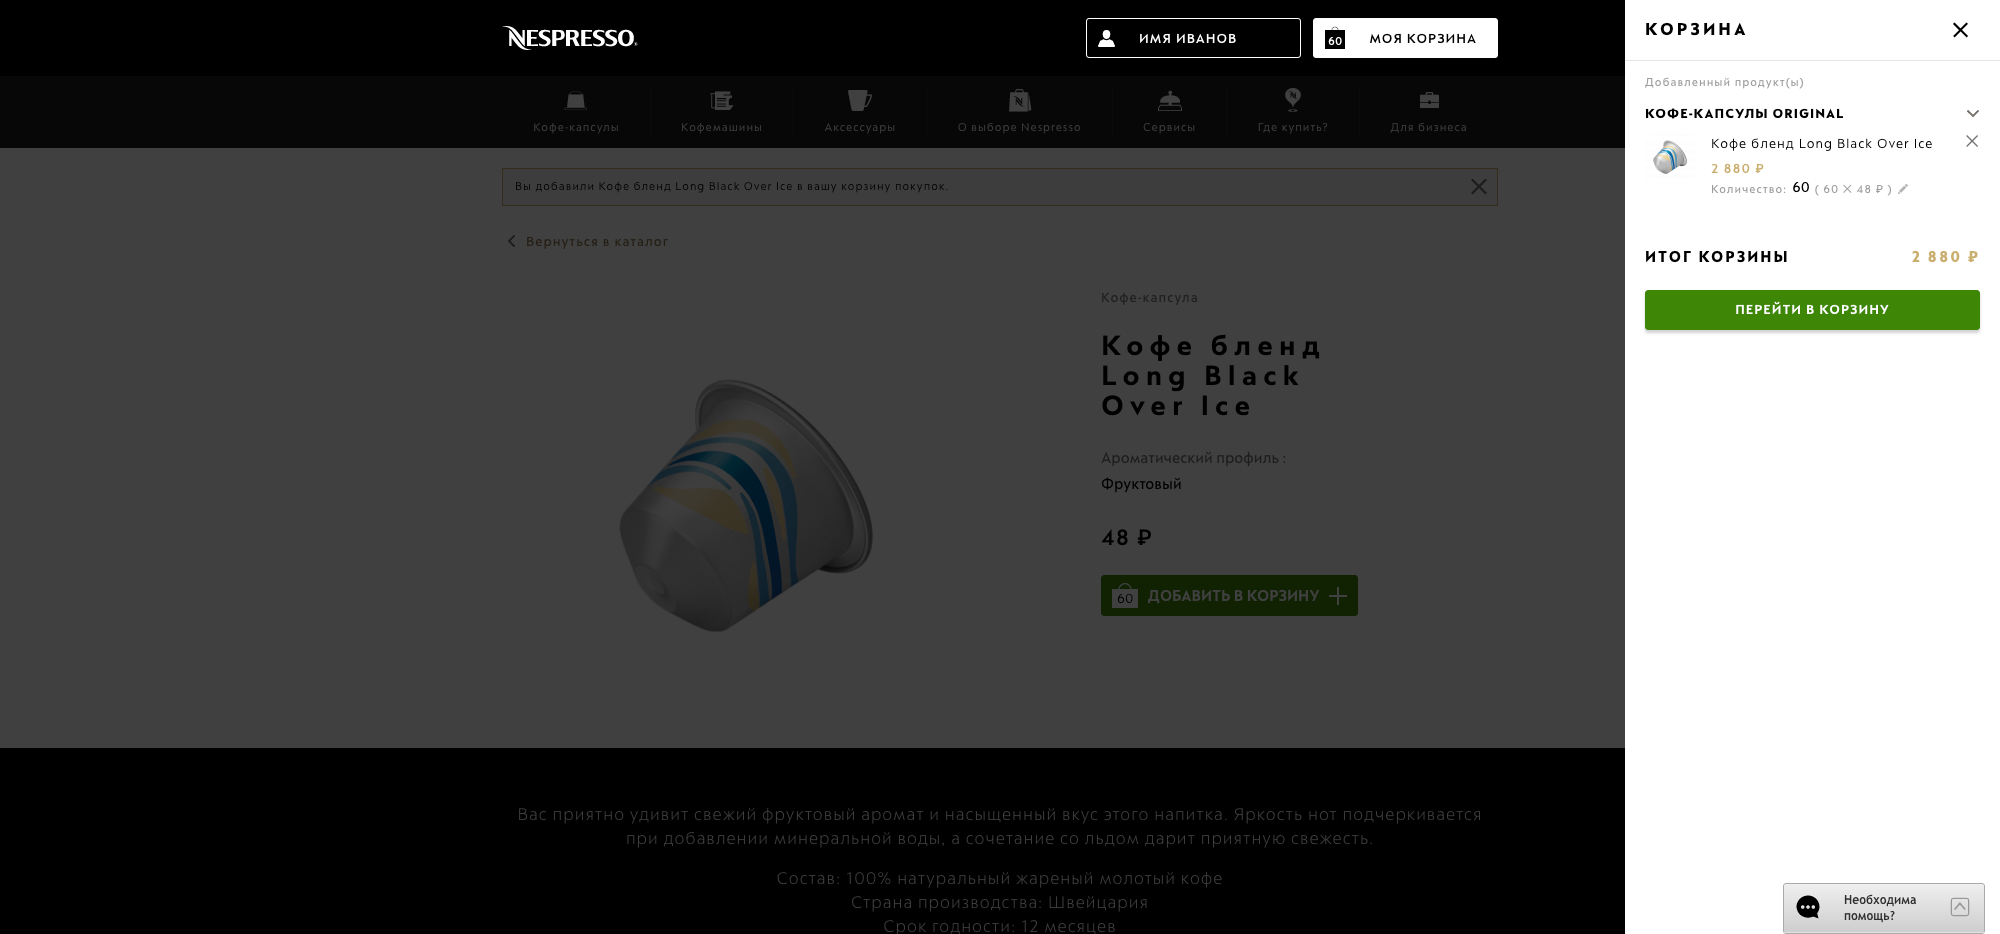 NESPRESSO
ИМЯ ИВАНОВ
60
МОЯ КОРЗИНА
Кофе-капсулы
Кофемашины
Аксессуары
О выборе Nespresso
Сервисы
Где купить?
Для бизнеса
Вы добавили Кофе бленд Long Black Over Ice в вашу корзину покупок.
Вернуться в каталог
Кофе-капсула
Кофе бленд
Long Black
Over Ice
Ароматический профиль :
Фруктовый
48 ₽
60 ДОБАВИТЬ В КОРЗИНУ
Вас приятно удивит свежий фруктовый аромат и насыщенный вкус этого напитка. Яркость нот подчеркивается
при добавлении минеральной воды, а сочетание со льдом дарит приятную свежесть.
Состав: 100% натуральный жареный молотый кофе
Страна производства: Швейцария
Срок годности: 12 месяцев
КОРЗИНА
Добавленный продукт(ы)
КОФЕ-КАПСУЛЫ ORIGINAL
Кофе бленд Long Black Over Ice
2 880 ₽
Количество: 60 ( 60 × 48 ₽ )
ИТОГ КОРЗИНЫ 2 880 ₽
ПЕРЕЙТИ В КОРЗИНУ
Необходима
помощь?